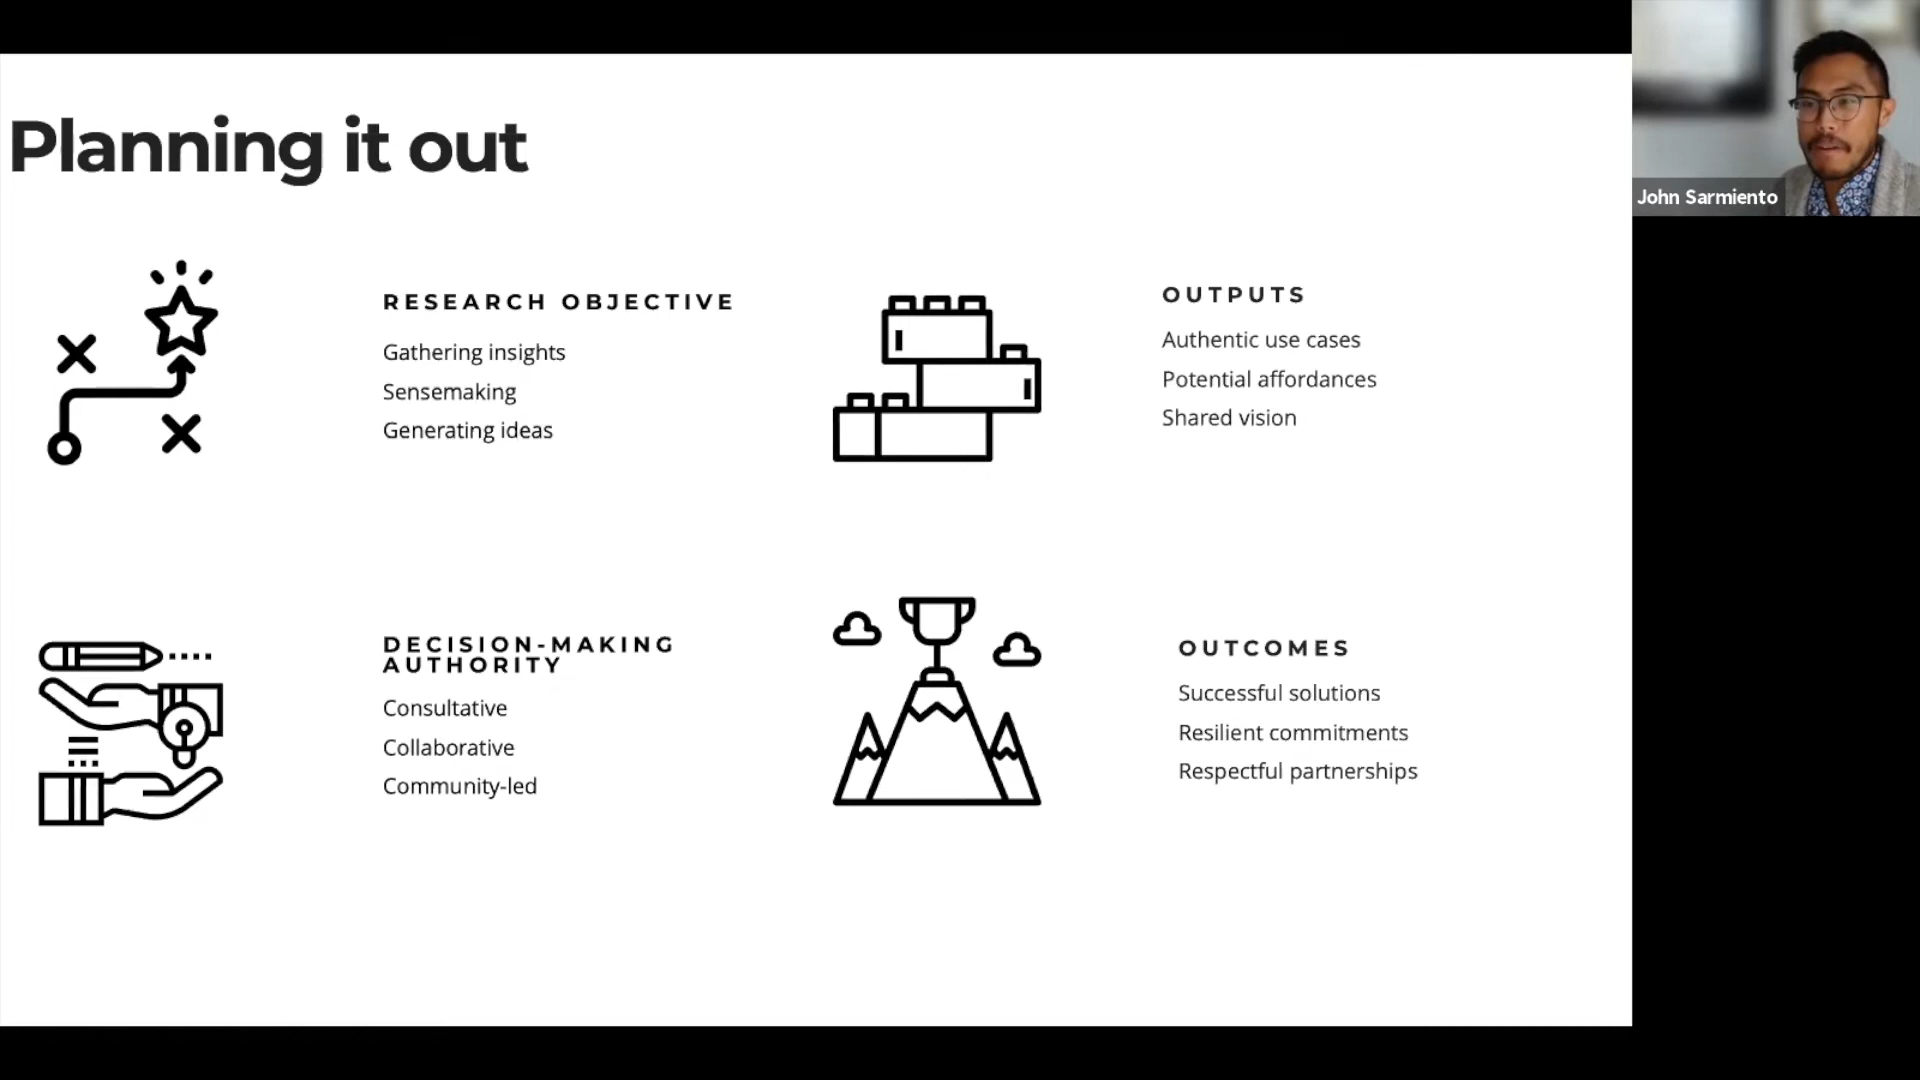 Planning it out
RESEARCH OBJECTIVE
Gathering insights
Sensemaking
Generating ideas
OUTPUTS
Authentic use cases
Potential affordances
Shared vision
DECISION-MAKING
AUTHORITY
Consultative
Collaborative
Community-led
OUTCOMES
Successful solutions
Resilient commitments
Respectful partnerships
John Sarmiento